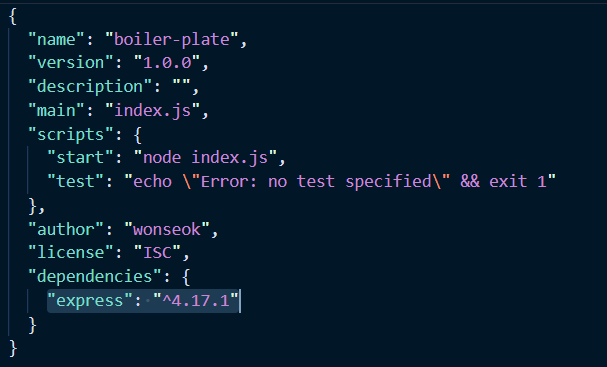 {
"name": "boiler-plate",
"version": "1.0.0",
"description": "",
"main": "index.js",
"scripts": {
"start": "node index.js",
"test": "echo \"Error: no test specified\" && exit 1"
},
"author": "wonseok",
"license": "ISC",
"dependencies": {
"express": "^4.17.1"
}
}